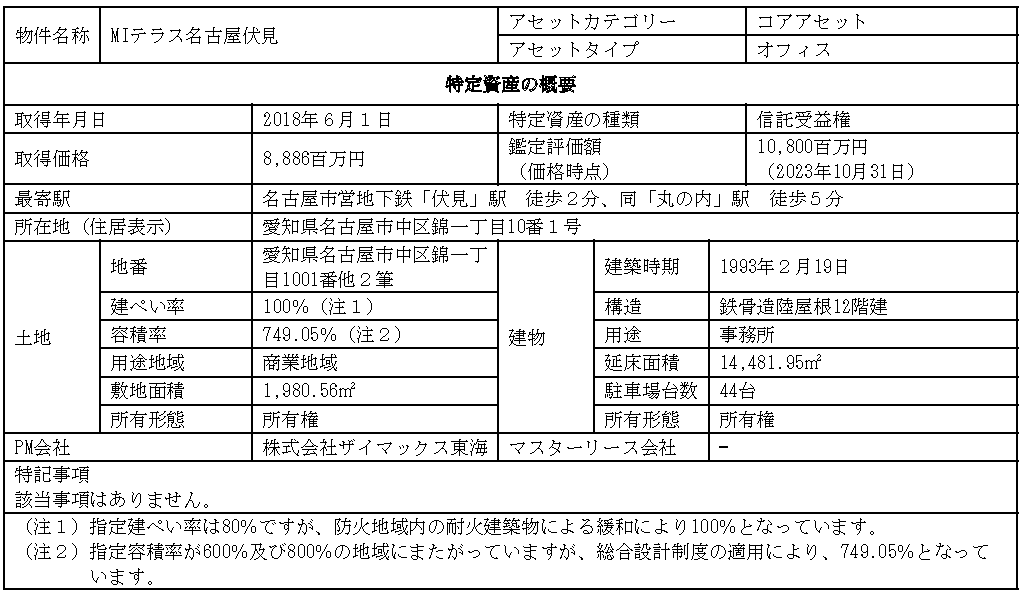 物件名称 MIテラス名古屋伏見 アセットカテゴリー コアアセット
アセットタイプ オフィス
特定資産の概要
取得年月日 2018年6月1日 特定資産の種類 信託受益権
取得価格 8,886百万円 鑑定評価額 10,800百万円
(価格時点) (2023年10月31日)
最寄駅 名古屋市営地下鉄「伏見」駅 徒歩2分、同「丸の内」駅 徒歩5分
所在地(住居表示) 愛知県名古屋市中区錦一丁目10番1号
土地 地番 愛知県名古屋市中区錦一丁
目1001番他2筆 建物 建築時期 1993年2月19日
建ぺい率 100%(注1) 構造 鉄骨造陸屋根12階建
容積率 749.05%(注2) 用途 事務所
用途地域 商業地域 延床面積 14,481.95㎡
敷地面積 1,980.56㎡ 駐車場台数 44台
所有形態 所有権 所有形態 所有権
PM会社 株式会社ザイマックス東海 マスターリース会社 -
特記事項
該当事項はありません。
(注1)指定建ぺい率は80%ですが、防火地域内の耐火建築物による緩和により100%となっています。
(注2)指定容積率が600%及び800%の地域にまたがっていますが、総合設計制度の適用により、749.05%となって
います。